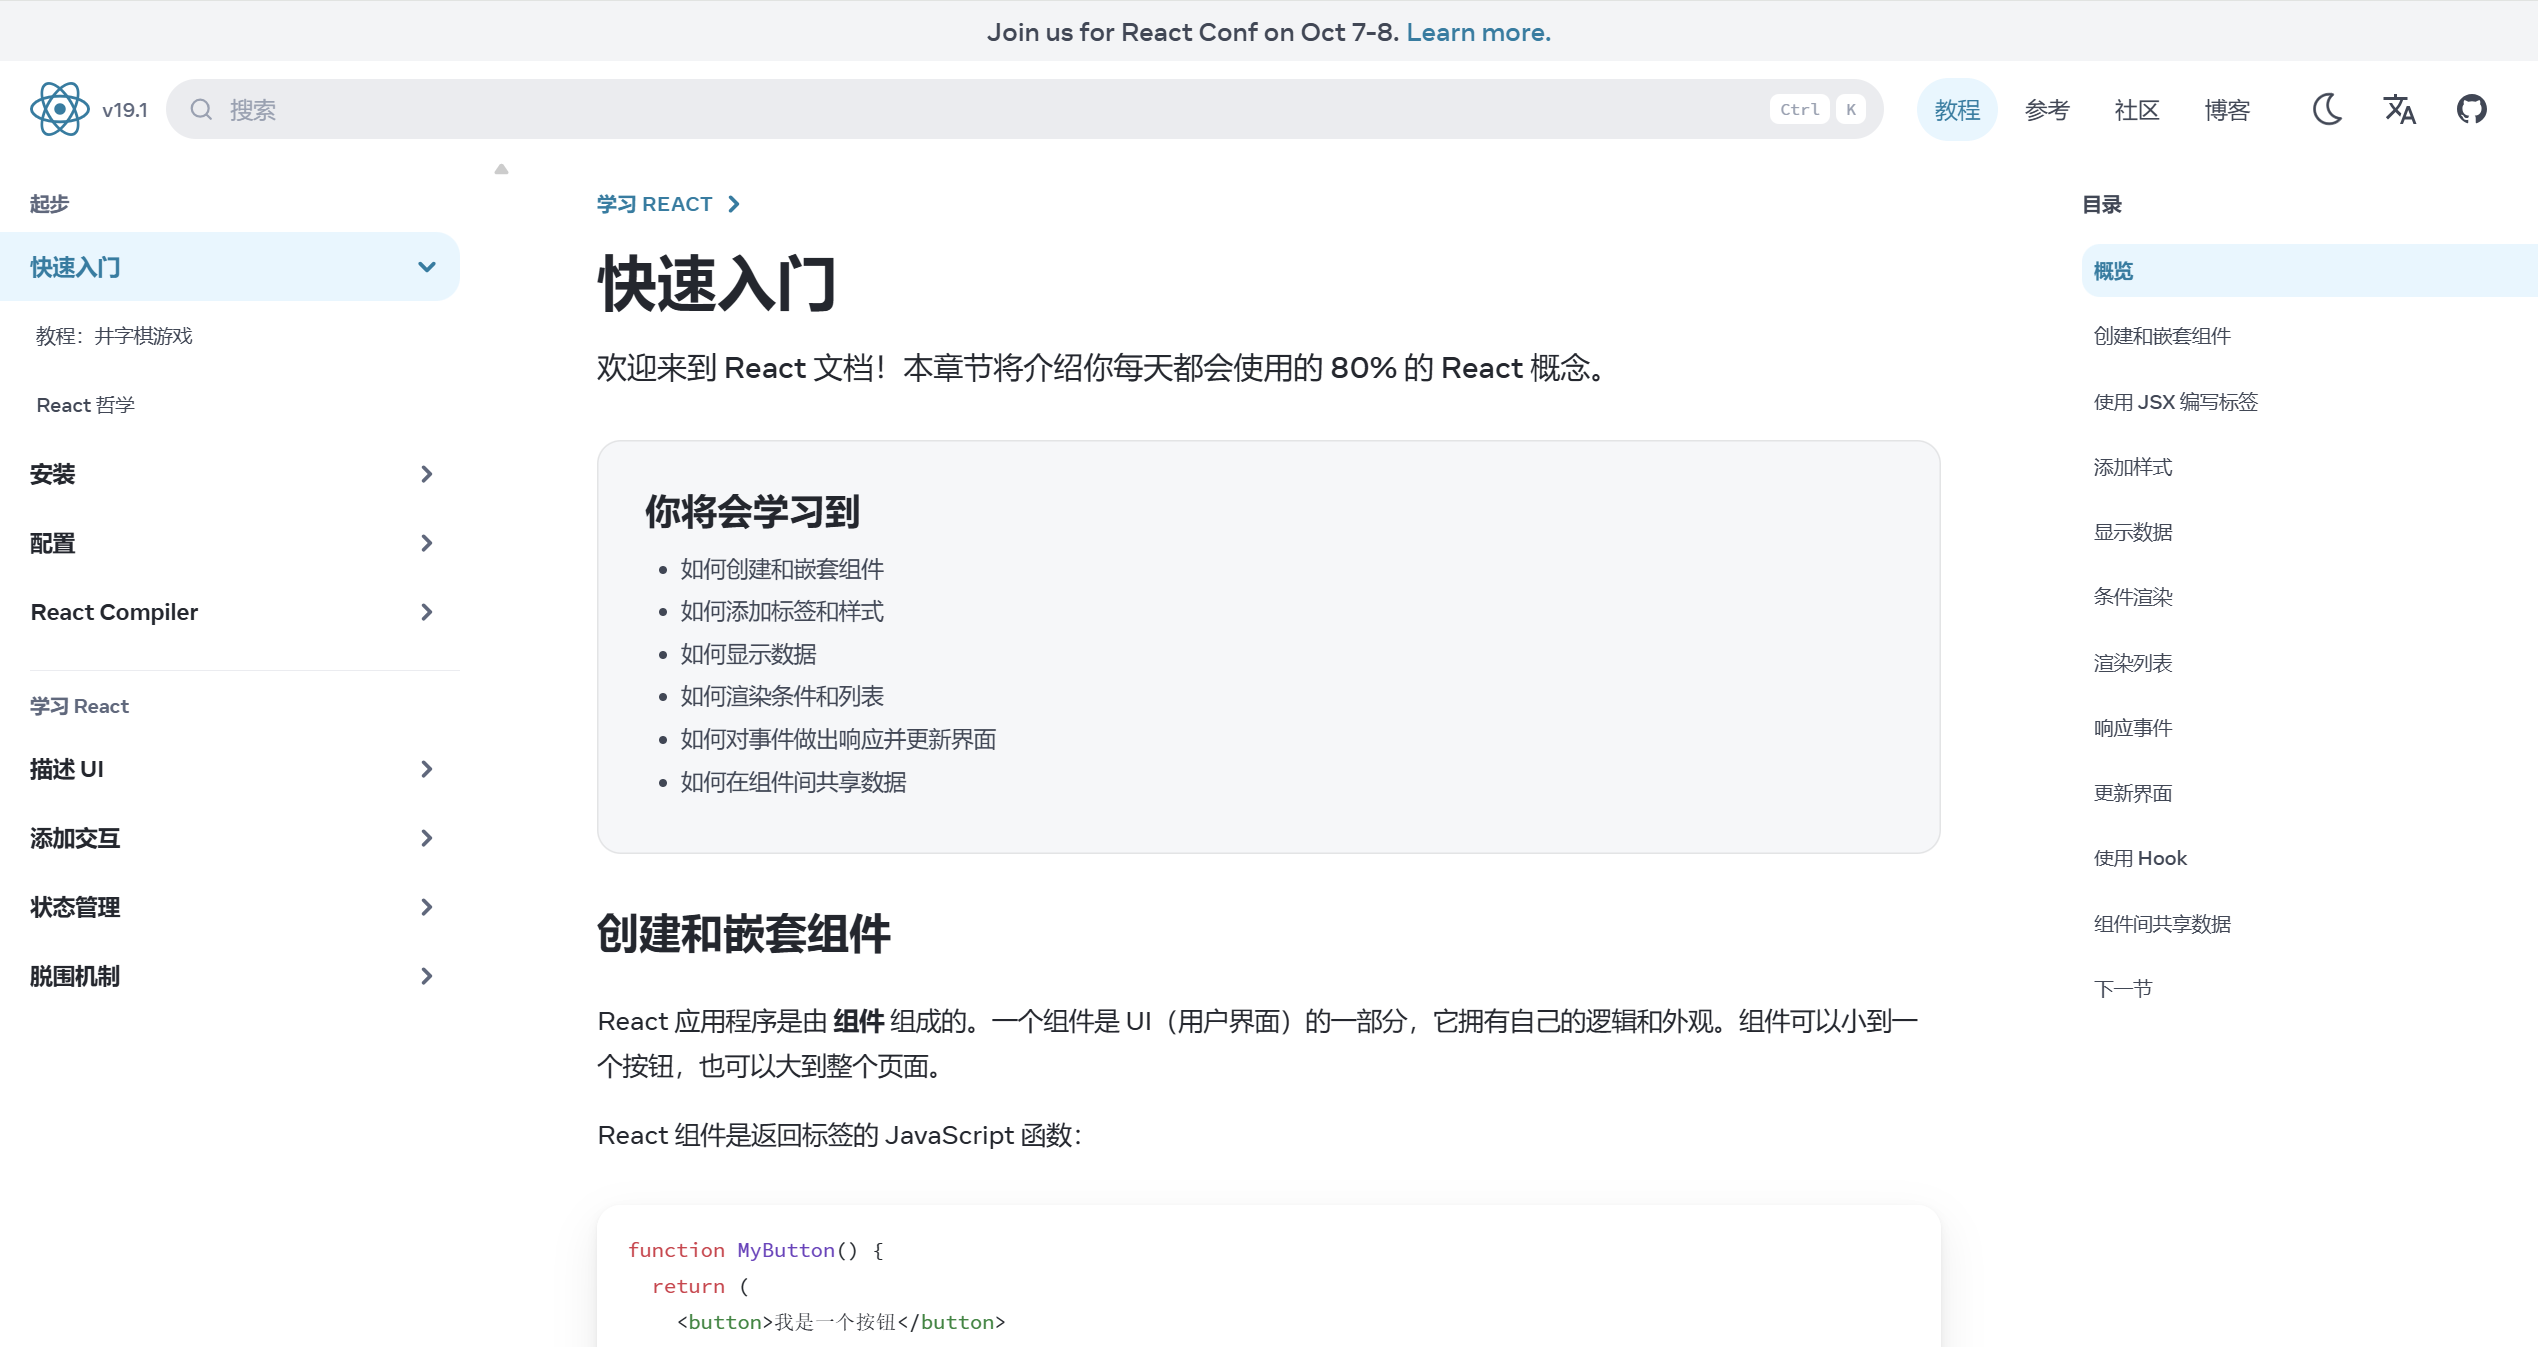 Join us for React Conf on Oct 7-8. Learn more.
v19.1
搜索
Ctrl K
教程
参考
社区
博客
起步
快速入门
教程：井字棋游戏
React 哲学
安装
配置
React Compiler
学习 React
描述 UI
添加交互
状态管理
脱围机制
学习 REACT
快速入门
欢迎来到 React 文档！本章节将介绍你每天都会使用的 80% 的 React 概念。
你将会学习到
如何创建和嵌套组件
如何添加标签和样式
如何显示数据
如何渲染条件和列表
如何对事件做出响应并更新界面
如何在组件间共享数据
创建和嵌套组件
React 应用程序是由 组件 组成的。一个组件是 UI（用户界面）的一部分，它拥有自己的逻辑和外观。组件可以小到一
个按钮，也可以大到整个页面。
React 组件是返回标签的 JavaScript 函数：
function MyButton() {
return (
<button>我是一个按钮</button>
目录
概览
创建和嵌套组件
使用 JSX 编写标签
添加样式
显示数据
条件渲染
渲染列表
响应事件
更新界面
使用 Hook
组件间共享数据
下一节